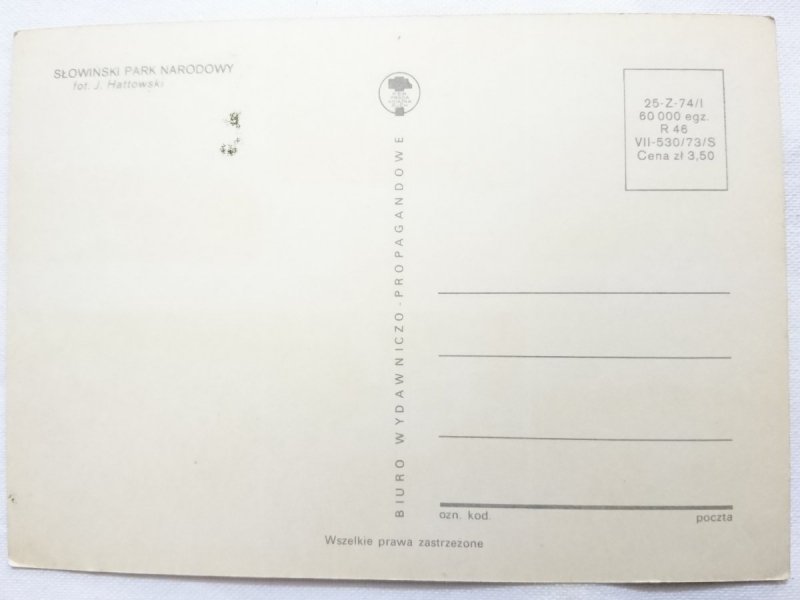 SŁOWIŃSKI PARK NARODOWY
fot. J. Hattowski
BIURO WYDAWNICZO-PROPAGANDOWE
25-Z-74/I
60 000 egz.
R 46
VII-530/73/S
Cena zł 3,50
ozn. kod.
poczta
Wszelkie prawa zastrzeżone